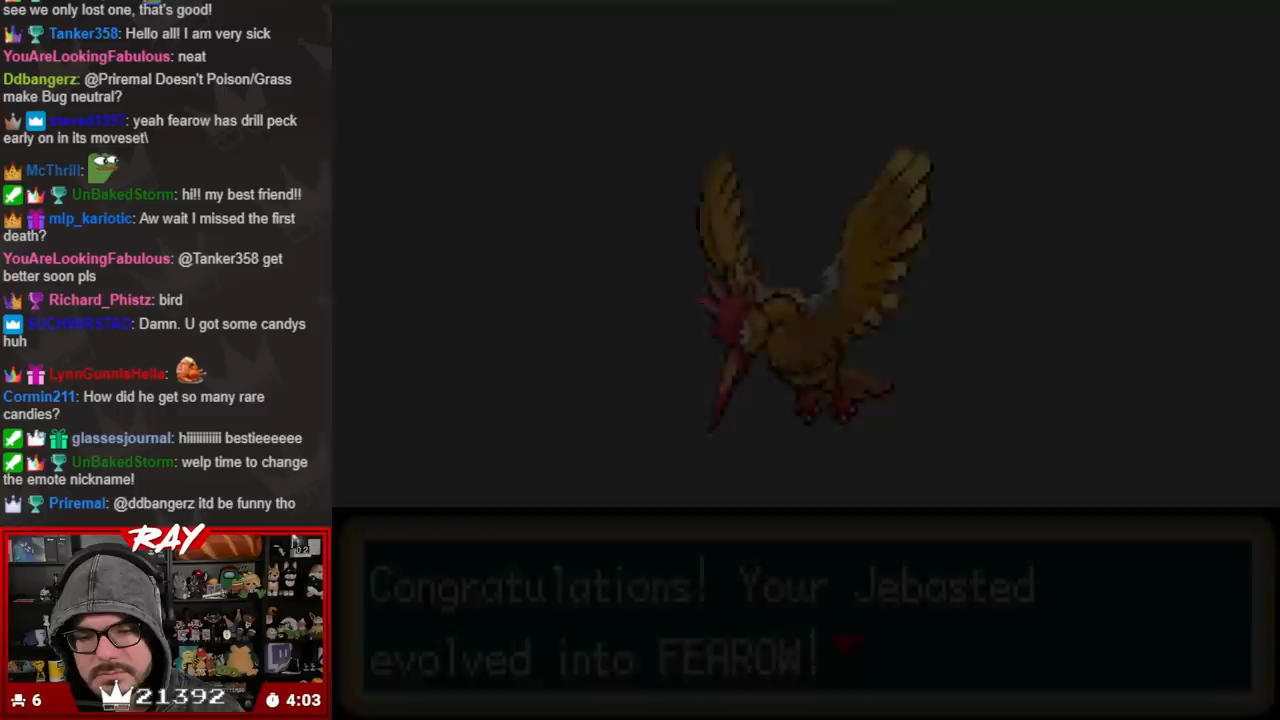 see we only lost one, that's good!
Tanker358: Hello all! I am very sick
YouAreLookingFabulous: neat
Ddbangerz: @Priremal Doesn't Poison/Grass
make Bug neutral?
steved1397: yeah fearow has drill peck
early on in its moveset\
McThrill:
UnBakedStorm: hi!! my best friend!!
mlp_kariotic: Aw wait I missed the first
death?
YouAreLookingFabulous: @Tanker358 get
better soon pls
Richard_Phistz: bird
SUCHWIRSTAD: Damn. U got some candys
huh
LynnGunnIsHella:
Cormin211: How did he get so many rare
candies?
glassesjournal: hiiiiiiiiiii bestieeeeee
UnBakedStorm: welp time to change
the emote nickname!
Priremal: @ddbangerz itd be funny tho
RAY
6
21392
4:03
Congratulations! Your Jebasted
evolved into FEAROW!